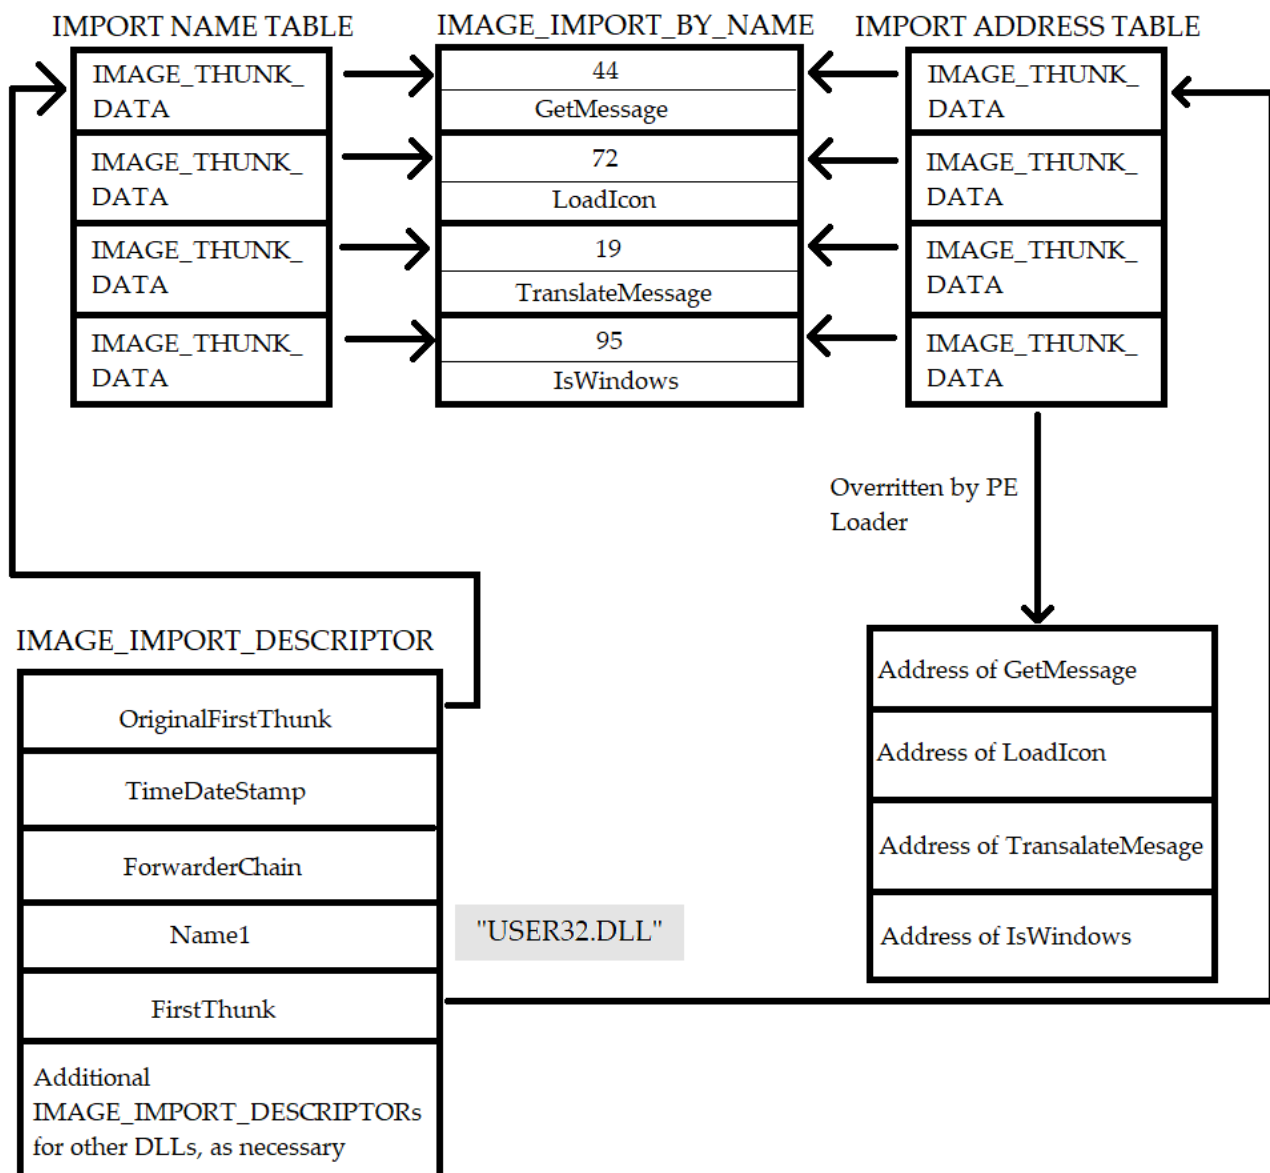 IMPORT NAME TABLE
IMAGE_IMPORT_BY_NAME
IMPORT ADDRESS TABLE
IMAGE_THUNK_
DATA
44
GetMessage
IMAGE_THUNK_
DATA
IMAGE_THUNK_
DATA
72
LoadIcon
IMAGE_THUNK_
DATA
IMAGE_THUNK_
DATA
19
TranslateMessage
IMAGE_THUNK_
DATA
IMAGE_THUNK_
DATA
95
IsWindows
IMAGE_THUNK_
DATA
Overritten by PE
Loader
IMAGE_IMPORT_DESCRIPTOR
OriginalFirstThunk
TimeDateStamp
ForwarderChain
Name1
"USER32.DLL"
FirstThunk
Additional
IMAGE_IMPORT_DESCRIPTORs
for other DLLs, as necessary
Address of GetMessage
Address of LoadIcon
Address of TransalateMesage
Address of IsWindows